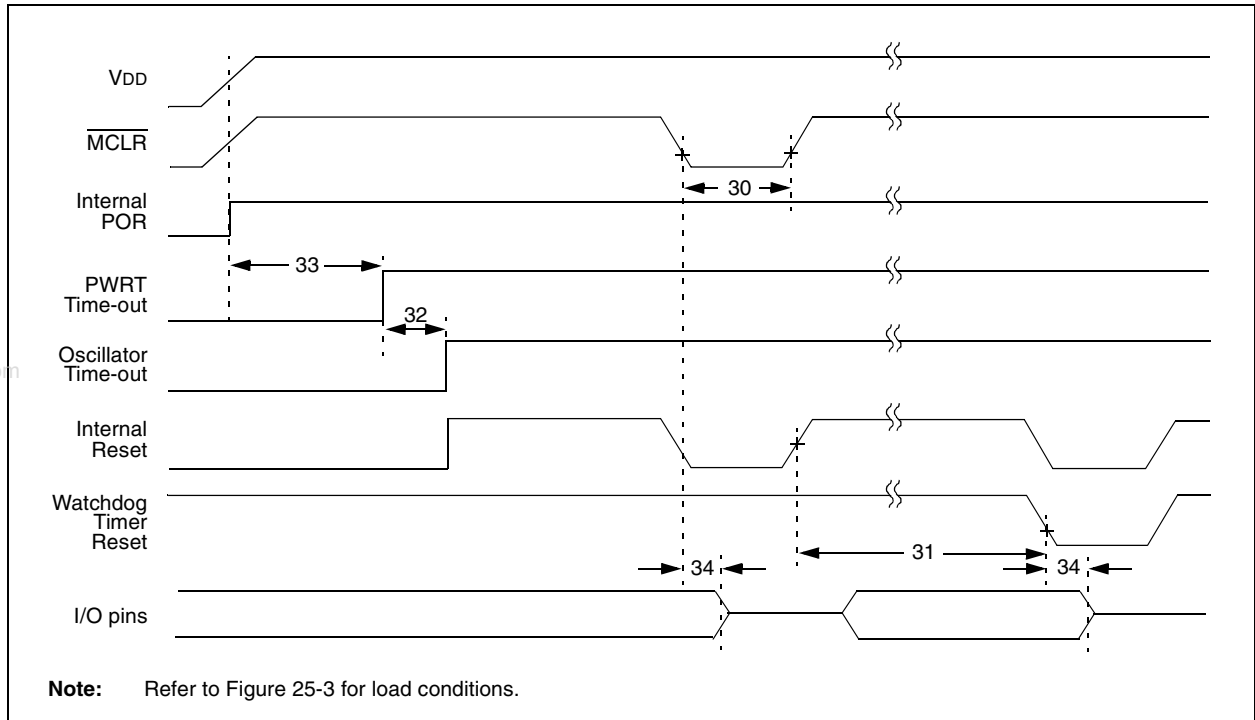 VDD
MCLR
Internal
POR
30
33
PWRT
Time-out
32
Oscillator
Time-out
Internal
Reset
Watchdog
Timer
Reset
31
34
34
I/O pins
Note: Refer to Figure 25-3 for load conditions.